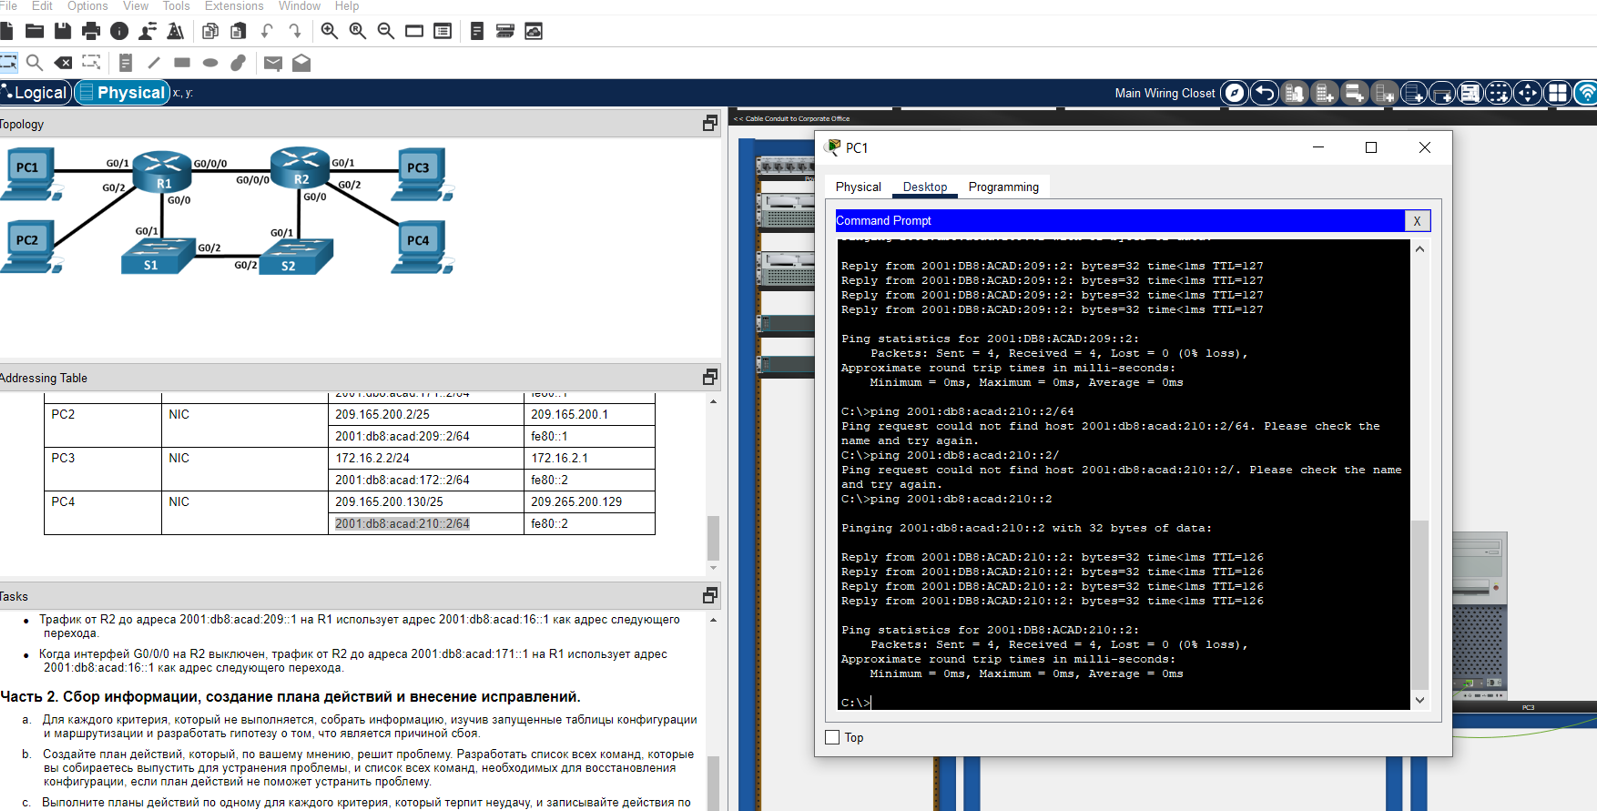 File Edit Options View Tools Extensions Window Help
Logical Physical x:, y: Main Wiring Closet
Topology
<< Cable Conduit to Corporate Office
PC1 G0/1 G0/0/0 G0/1 PC3
R1 R2
G0/2 G0/0/0 G0/2
G0/0 G0/0
PC2 G0/1 G0/1 PC4
G0/2
S1 G0/2 S2
Addressing Table
2001:db8:acad:171::2/64 fe80::1
PC2 NIC 209.165.200.2/25 209.165.200.1
2001:db8:acad:209::2/64 fe80::1
PC3 NIC 172.16.2.2/24 172.16.2.1
2001:db8:acad:172::2/64 fe80::2
PC4 NIC 209.165.200.130/25 209.265.200.129
2001:db8:acad:210::2/64 fe80::2
Tasks
• Трафик от R2 до адреса 2001:db8:acad:209::1 на R1 использует адрес 2001:db8:acad:16::1 как адрес следующего
перехода.
• Когда интерфей G0/0/0 на R2 выключен, трафик от R2 до адреса 2001:db8:acad:171::1 на R1 использует адрес
2001:db8:acad:16::1 как адрес следующего перехода.
Часть 2. Сбор информации, создание плана действий и внесение исправлений.
a. Для каждого критерия, который не выполняется, собрать информацию, изучив запущенные таблицы конфигурации
и маршрутизации и разработать гипотезу о том, что является причиной сбоя.
b. Создайте план действий, который, по вашему мнению, решит проблему. Разработать список всех команд, которые
вы собираетесь выпустить для устранения проблемы, и список всех команд, необходимых для восстановления
конфигурации, если план действий не поможет устранить проблему.
c. Выполните планы действий по одному для каждого критерия, который терпит неудачу, и записывайте действия по
PC1
Physical Desktop Programming
Command Prompt X
Reply from 2001:DB8:ACAD:209::2: bytes=32 time<1ms TTL=127
Reply from 2001:DB8:ACAD:209::2: bytes=32 time<1ms TTL=127
Reply from 2001:DB8:ACAD:209::2: bytes=32 time<1ms TTL=127
Reply from 2001:DB8:ACAD:209::2: bytes=32 time<1ms TTL=127
Ping statistics for 2001:DB8:ACAD:209::2:
Packets: Sent = 4, Received = 4, Lost = 0 (0% loss),
Approximate round trip times in milli-seconds:
Minimum = 0ms, Maximum = 0ms, Average = 0ms
C:\>ping 2001:db8:acad:210::2/64
Ping request could not find host 2001:db8:acad:210::2/64. Please check the
name and try again.
C:\>ping 2001:db8:acad:210::2/
Ping request could not find host 2001:db8:acad:210::2/. Please check the name
and try again.
C:\>ping 2001:db8:acad:210::2
Pinging 2001:db8:acad:210::2 with 32 bytes of data:
Reply from 2001:DB8:ACAD:210::2: bytes=32 time<1ms TTL=126
Reply from 2001:DB8:ACAD:210::2: bytes=32 time<1ms TTL=126
Reply from 2001:DB8:ACAD:210::2: bytes=32 time<1ms TTL=126
Reply from 2001:DB8:ACAD:210::2: bytes=32 time<1ms TTL=126
Ping statistics for 2001:DB8:ACAD:210::2:
Packets: Sent = 4, Received = 4, Lost = 0 (0% loss),
Approximate round trip times in milli-seconds:
Minimum = 0ms, Maximum = 0ms, Average = 0ms
C:\>
Top
PC3